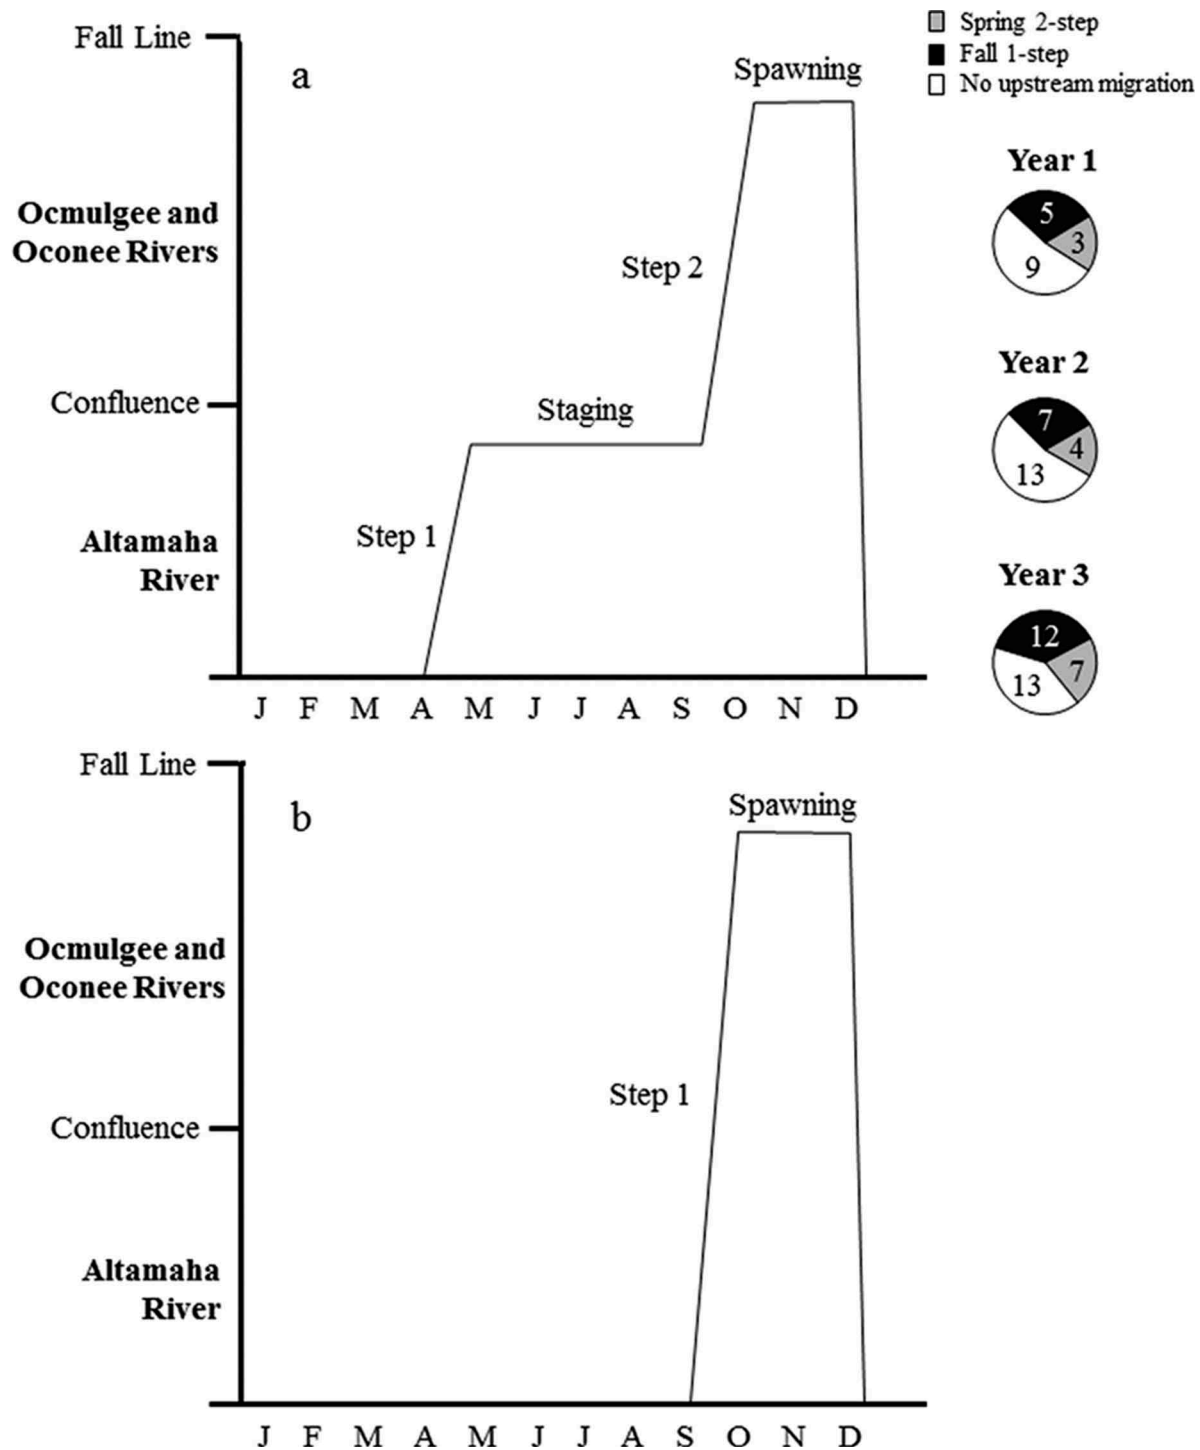 Fall Line
a
Spawning
Ocmulgee and
Oconee Rivers
Step 2
Confluence
Staging
Step 1
Altamaha
River
J F M A M J J A S O N D
Spring 2-step
Fall 1-step
No upstream migration
Year 1
5
3
9
Year 2
7
4
13
Year 3
12
7
13
Fall Line
b
Spawning
Ocmulgee and
Oconee Rivers
Step 1
Confluence
Altamaha
River
J F M A M J J A S O N D